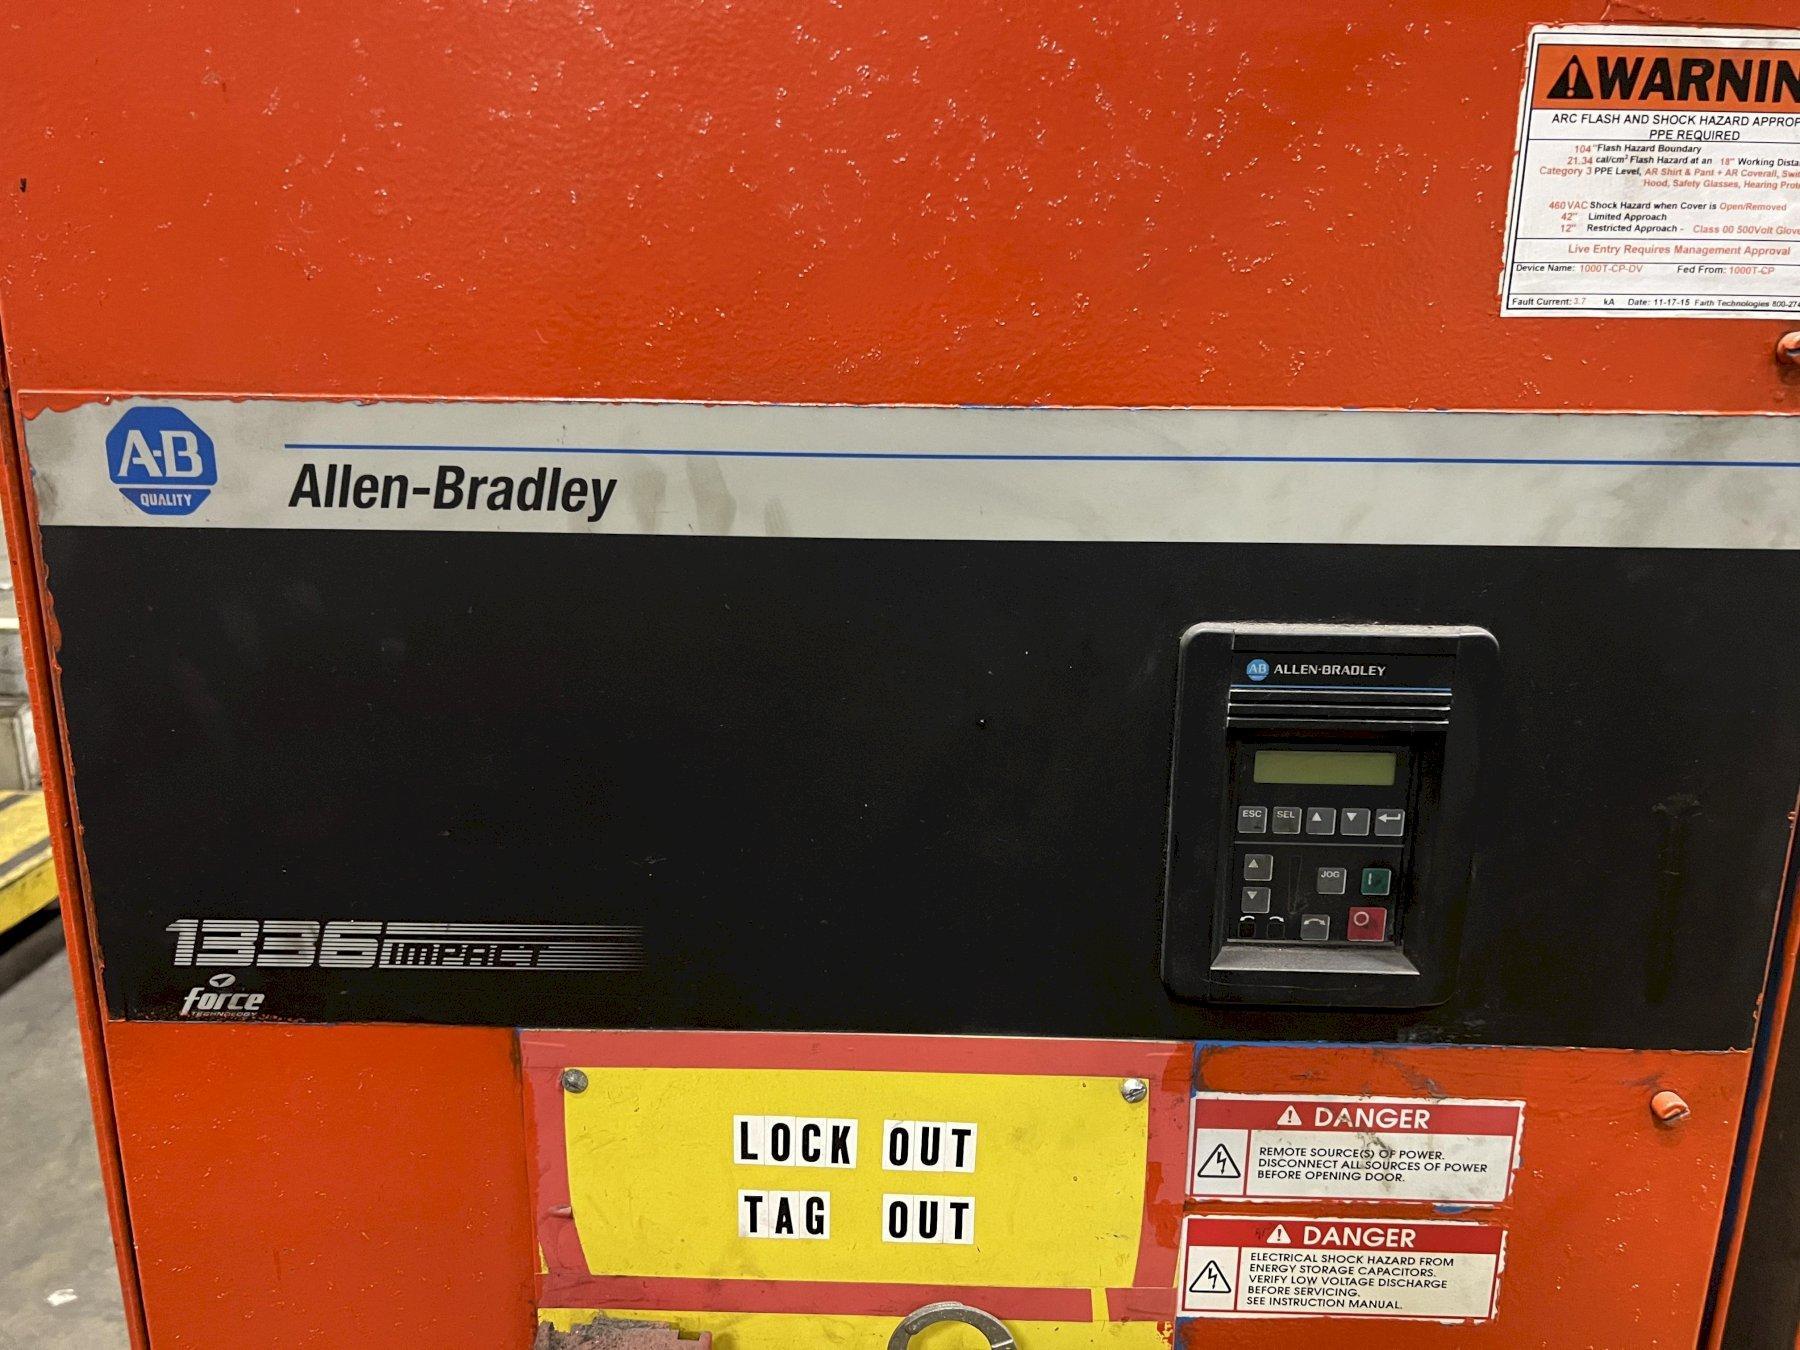 WARNIN
ARC FLASH AND SHOCK HAZARD APPROP
PPE REQUIRED
104" Flash Hazard Boundary
21.34 cal/cm² Flash Hazard at an 18" Working Dista
Category 3 PPE Level, AR Shirt & Pant + AR Coverall, Swit
Hood, Safety Glasses, Hearing Prote
460 VAC Shock Hazard when Cover is Open/Removed
42" Limited Approach
12" Restricted Approach - Class 00 500Volt Glove
Live Entry Requires Management Approval
Device Name: 1000T-CP-DV Fed From: 1000T-CP
Fault Current: 3.7 kA Date: 11-17-15 Faith Technologies 800-274
A-B
QUALITY
Allen-Bradley
AB ALLEN-BRADLEY
ESC SEL
JOG
1336 IMPACT
force
TECHNOLOGY
LOCK OUT
TAG OUT
DANGER
REMOTE SOURCE(S) OF POWER.
DISCONNECT ALL SOURCES OF POWER
BEFORE OPENING DOOR.
DANGER
ELECTRICAL SHOCK HAZARD FROM
ENERGY STORAGE CAPACITORS.
VERIFY LOW VOLTAGE DISCHARGE
BEFORE SERVICING.
SEE INSTRUCTION MANUAL.